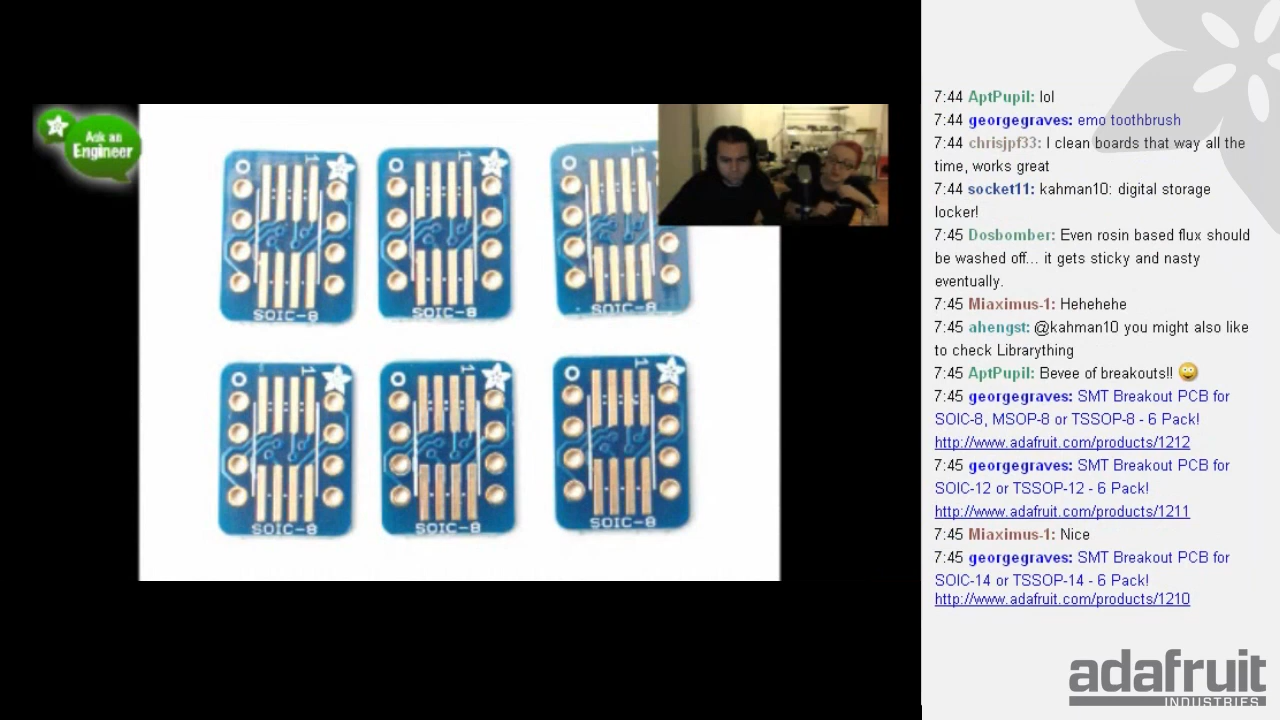 Ask an
Engineer
1
1
1
SOIC-8
SOIC-8
SOIC-8
1
1
1
SOIC-8
SOIC-8
SOIC-8
7:44 AptPupil: lol
7:44 georgegraves: emo toothbrush
7:44 chrisjpf33: I clean boards that way all the
time, works great
7:44 socket11: kahman10: digital storage
locker!
7:45 Dosbomber: Even rosin based flux should
be washed off... it gets sticky and nasty
eventually.
7:45 Miaximus-1: Hehehehe
7:45 ahengst: @kahman10 you might also like
to check Librarything
7:45 AptPupil: Bevee of breakouts!!
7:45 georgegraves: SMT Breakout PCB for
SOIC-8, MSOP-8 or TSSOP-8 - 6 Pack!
http://www.adafruit.com/products/1212
7:45 georgegraves: SMT Breakout PCB for
SOIC-12 or TSSOP-12 - 6 Pack!
http://www.adafruit.com/products/1211
7:45 Miaximus-1: Nice
7:45 georgegraves: SMT Breakout PCB for
SOIC-14 or TSSOP-14 - 6 Pack!
http://www.adafruit.com/products/1210
adafruit
INDUSTRIES